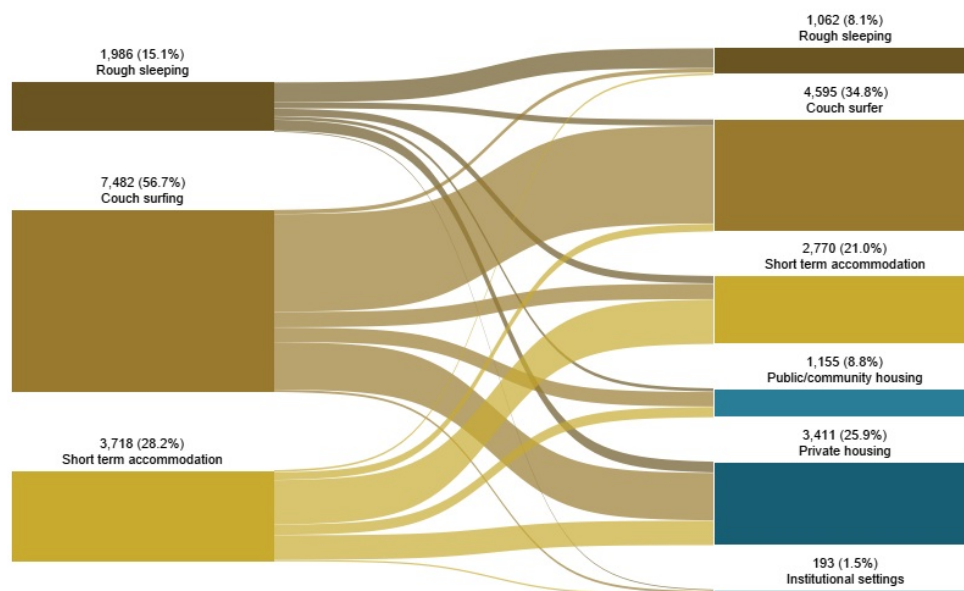 1,986 (15.1%)
Rough sleeping
7,482 (56.7%)
Couch surfing
3,718 (28.2%)
Short term accommodation
1,062 (8.1%)
Rough sleeping
4,595 (34.8%)
Couch surfer
2,770 (21.0%)
Short term accommodation
1,155 (8.8%)
Public/community housing
3,411 (25.9%)
Private housing
193 (1.5%)
Institutional settings